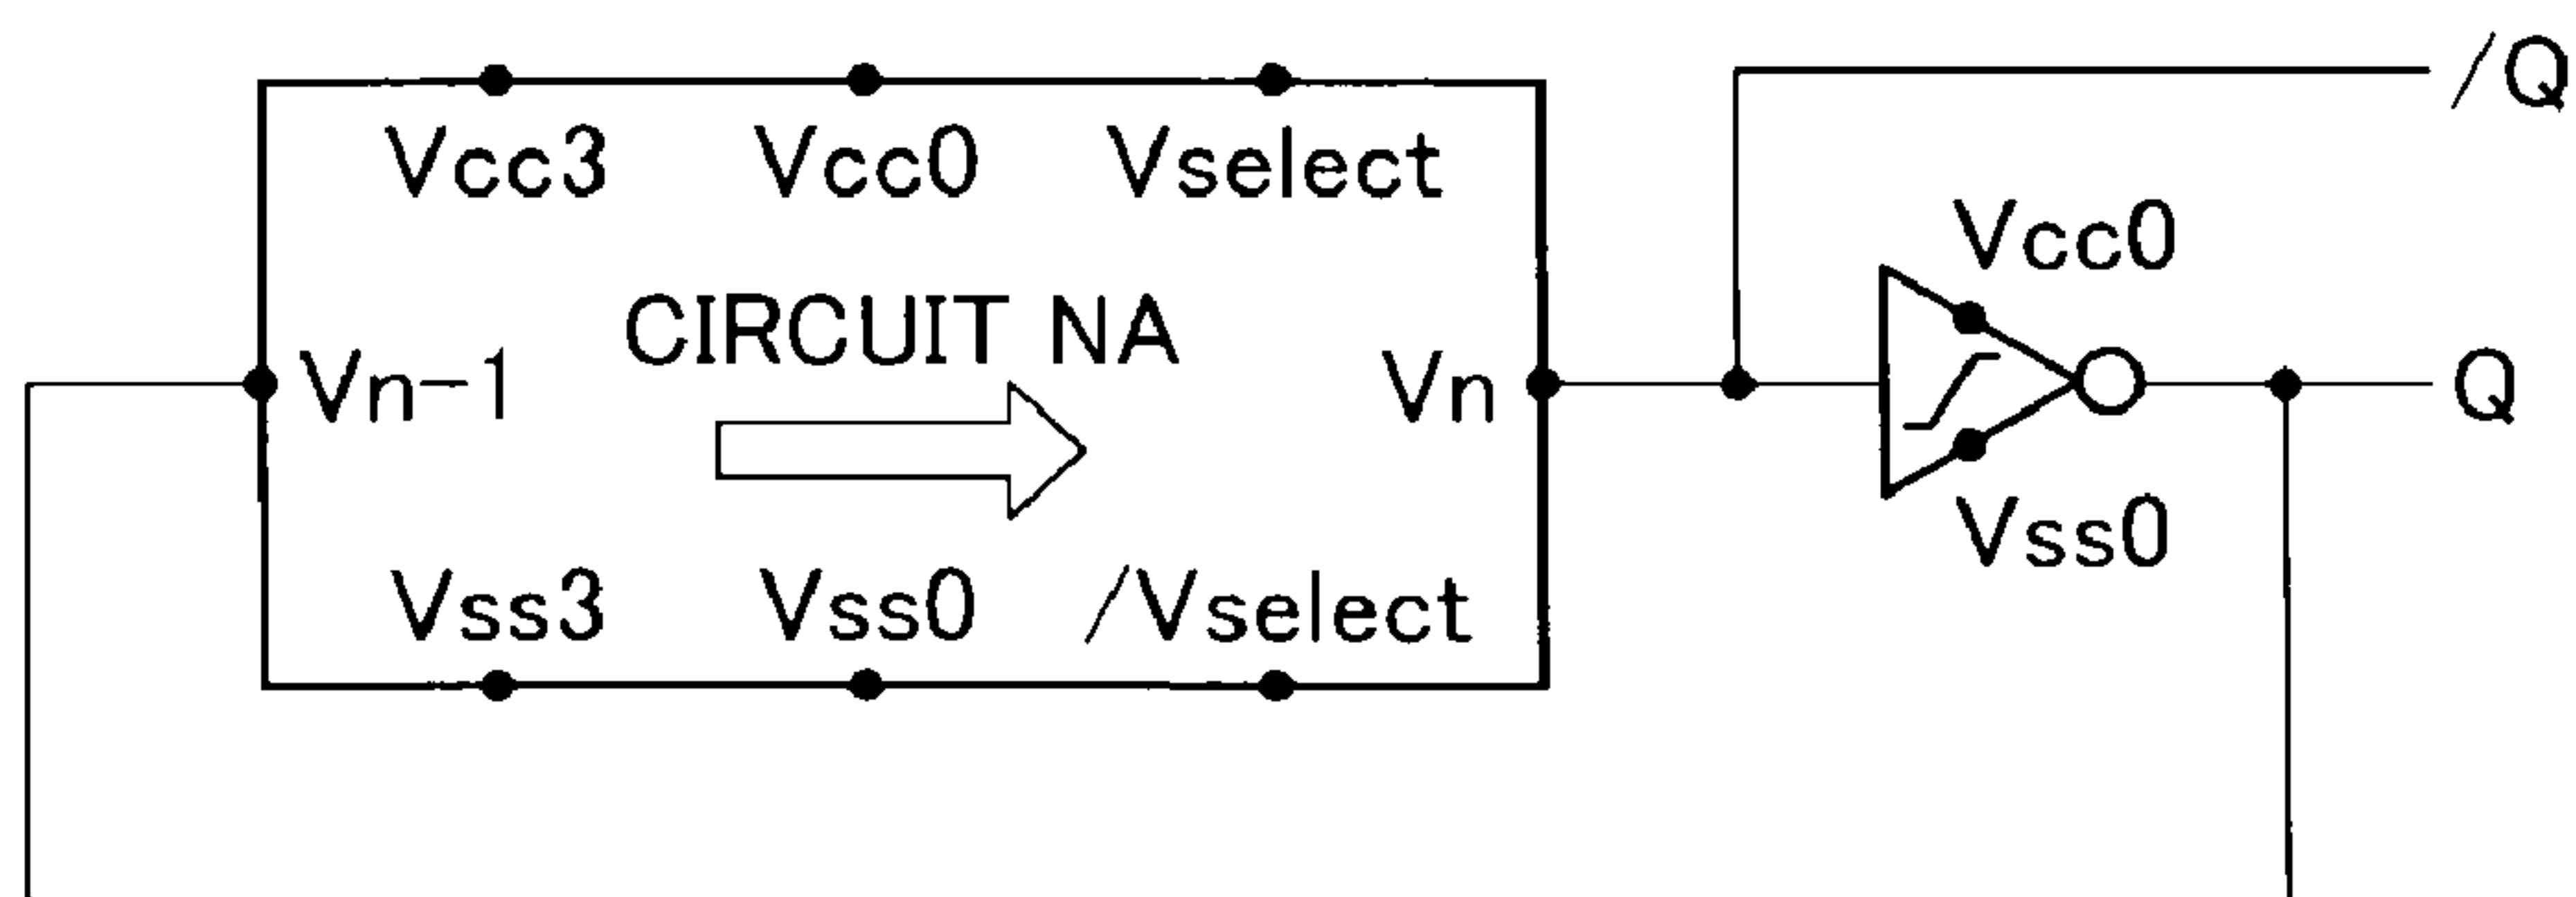 /Q
Vcc3 Vcc0 Vselect
Vcc0
CIRCUIT NA
Vn-1 Vn Q
Vss0
Vss3 Vss0 /Vselect